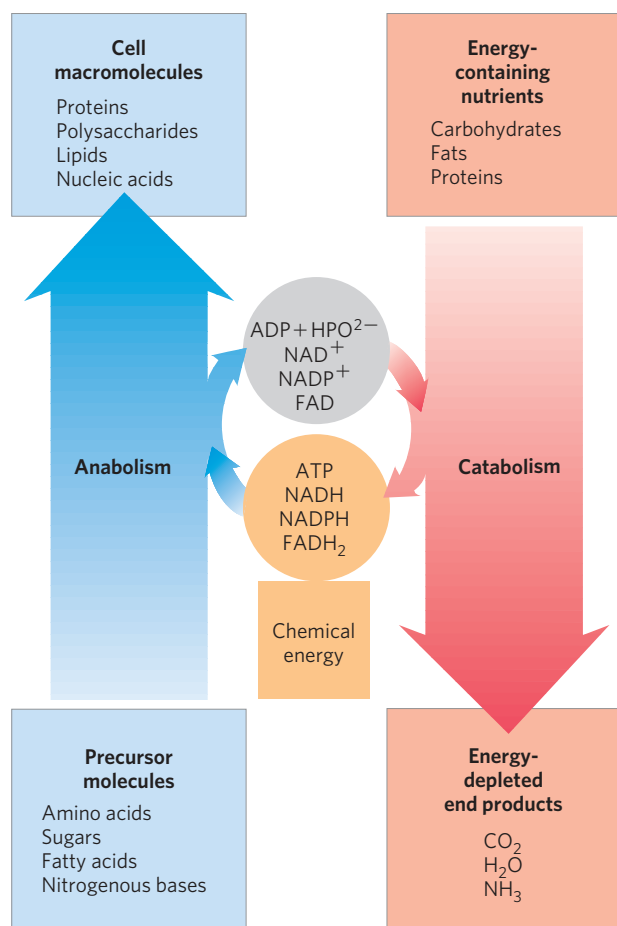 Cell
macromolecules
Proteins
Polysaccharides
Lipids
Nucleic acids
Energy-
containing
nutrients
Carbohydrates
Fats
Proteins
ADP+HPO²⁻
NAD⁺
NADP⁺
FAD
Anabolism
ATP
NADH
NADPH
FADH₂
Catabolism
Chemical
energy
Precursor
molecules
Amino acids
Sugars
Fatty acids
Nitrogenous bases
Energy-
depleted
end products
CO₂
H₂O
NH₃